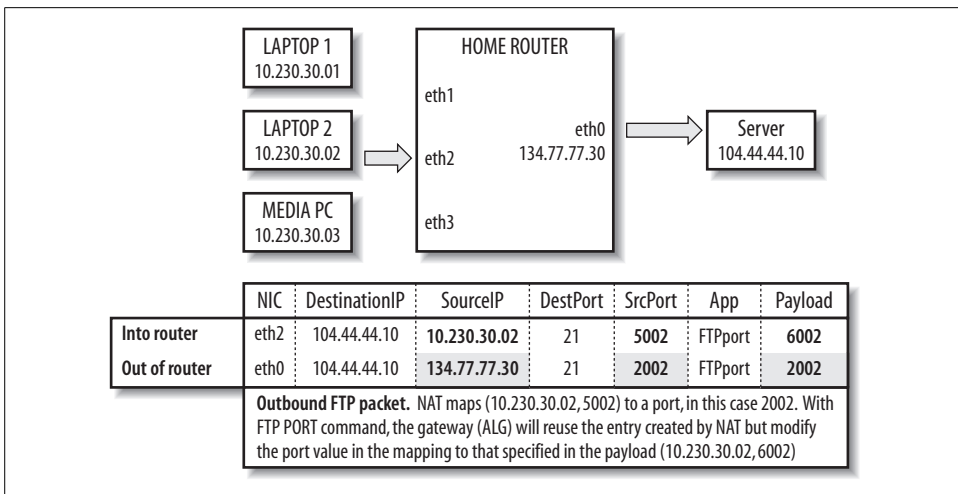 LAPTOP 1
10.230.30.01
LAPTOP 2
10.230.30.02
MEDIA PC
10.230.30.03
HOME ROUTER
eth1
eth2
eth3
eth0
134.77.77.30
Server
104.44.44.10
NIC DestinationIP SourceIP DestPort SrcPort App Payload
Into router eth2 104.44.44.10 10.230.30.02 21 5002 FTPport 6002
Out of router eth0 104.44.44.10 134.77.77.30 21 2002 FTPport 2002
Outbound FTP packet. NAT maps (10.230.30.02, 5002) to a port, in this case 2002. With
FTP PORT command, the gateway (ALG) will reuse the entry created by NAT but modify
the port value in the mapping to that specified in the payload (10.230.30.02, 6002)